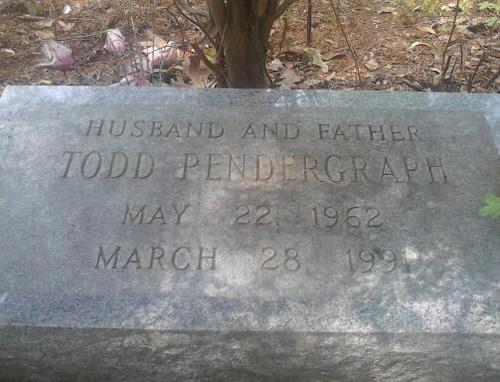 HUSBAND AND FATHER
TODD PENDERGRAPH
MAY 22, 1962
MARCH 28, 1991